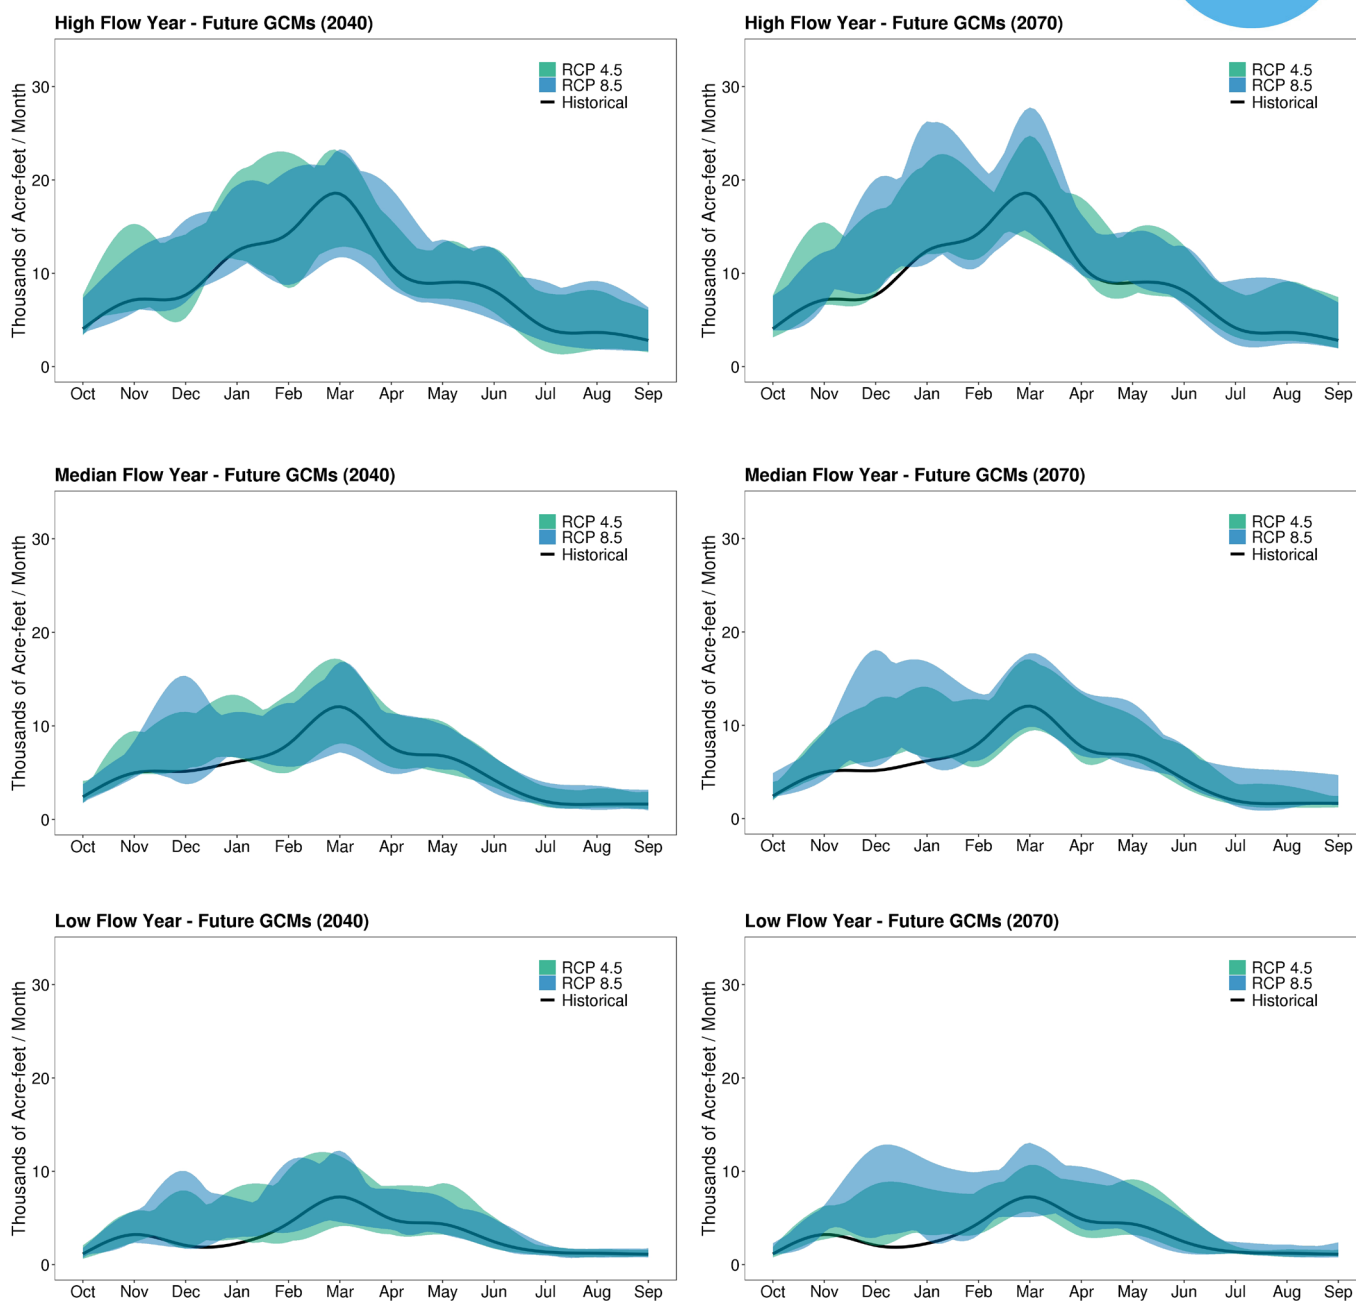 High Flow Year - Future GCMs (2040)
Thousands of Acre-feet / Month
30
20
10
0
RCP 4.5
RCP 8.5
Historical
Oct Nov Dec Jan Feb Mar Apr May Jun Jul Aug Sep
High Flow Year - Future GCMs (2070)
Thousands of Acre-feet / Month
30
20
10
0
RCP 4.5
RCP 8.5
Historical
Oct Nov Dec Jan Feb Mar Apr May Jun Jul Aug Sep
Median Flow Year - Future GCMs (2040)
Thousands of Acre-feet / Month
30
20
10
0
RCP 4.5
RCP 8.5
Historical
Oct Nov Dec Jan Feb Mar Apr May Jun Jul Aug Sep
Median Flow Year - Future GCMs (2070)
Thousands of Acre-feet / Month
30
20
10
0
RCP 4.5
RCP 8.5
Historical
Oct Nov Dec Jan Feb Mar Apr May Jun Jul Aug Sep
Low Flow Year - Future GCMs (2040)
Thousands of Acre-feet / Month
30
20
10
0
RCP 4.5
RCP 8.5
Historical
Oct Nov Dec Jan Feb Mar Apr May Jun Jul Aug Sep
Low Flow Year - Future GCMs (2070)
Thousands of Acre-feet / Month
30
20
10
0
RCP 4.5
RCP 8.5
Historical
Oct Nov Dec Jan Feb Mar Apr May Jun Jul Aug Sep